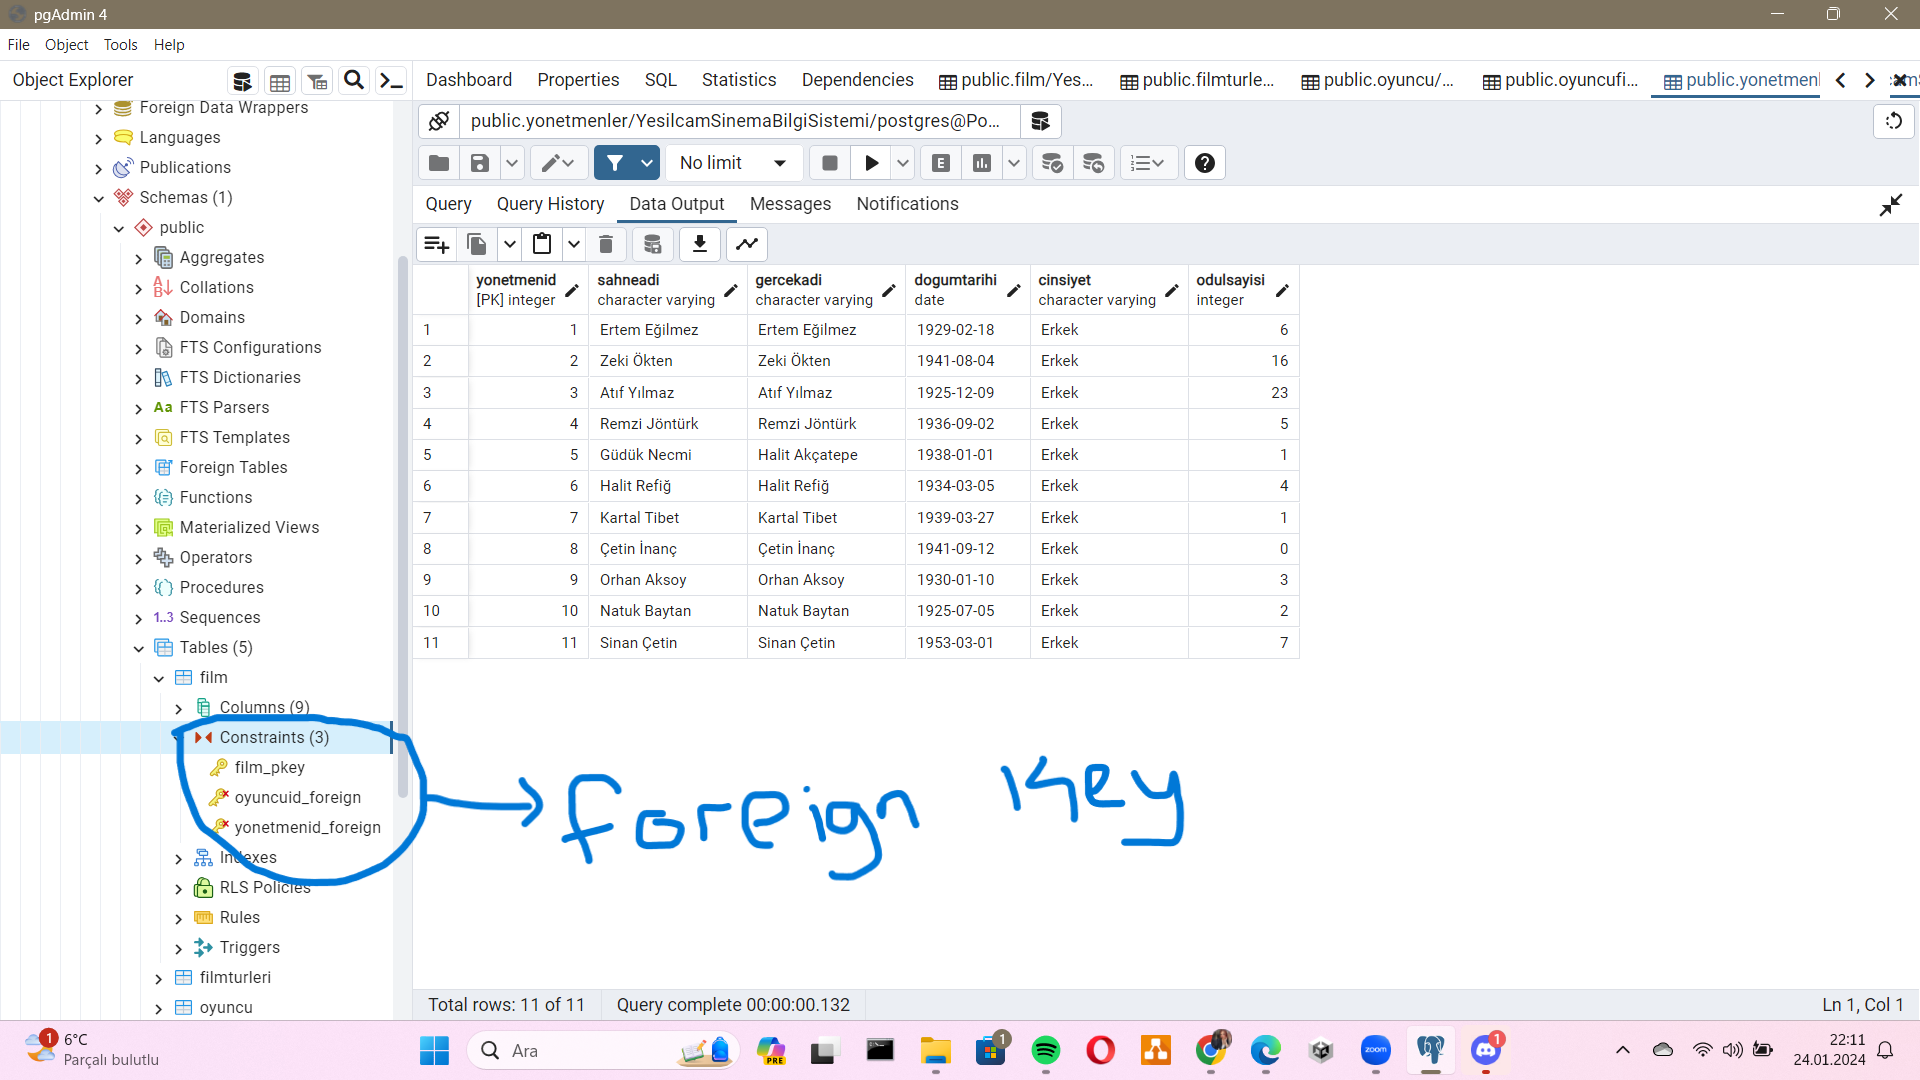 pgAdmin 4
File Object Tools Help
Object Explorer
Dashboard Properties SQL Statistics Dependencies public.film/Yes... public.filmturle... public.oyuncu/... public.oyuncufi... public.yonetmenl
public.yonetmenler/YesilcamSinemaBilgiSistemi/postgres@Po...
No limit
E
Query Query History Data Output Messages Notifications
Foreign Data Wrappers
Languages
Publications
Schemas (1)
public
Aggregates
Collations
Domains
FTS Configurations
FTS Dictionaries
Aa FTS Parsers
FTS Templates
Foreign Tables
Functions
Materialized Views
Operators
Procedures
1..3 Sequences
Tables (5)
film
Columns (9)
Constraints (3)
film_pkey
oyuncuid_foreign
yonetmenid_foreign
Indexes
RLS Policies
Rules
Triggers
filmturleri
oyuncu
yonetmenid sahneadi gercekadi dogumtarihi cinsiyet odulsayisi
[PK] integer character varying character varying date character varying integer
1 1 Ertem Eğilmez Ertem Eğilmez 1929-02-18 Erkek 6
2 2 Zeki Ökten Zeki Ökten 1941-08-04 Erkek 16
3 3 Atıf Yılmaz Atıf Yılmaz 1925-12-09 Erkek 23
4 4 Remzi Jöntürk Remzi Jöntürk 1936-09-02 Erkek 5
5 5 Güdük Necmi Halit Akçatepe 1938-01-01 Erkek 1
6 6 Halit Refiğ Halit Refiğ 1934-03-05 Erkek 4
7 7 Kartal Tibet Kartal Tibet 1939-03-27 Erkek 1
8 8 Çetin İnanç Çetin İnanç 1941-09-12 Erkek 0
9 9 Orhan Aksoy Orhan Aksoy 1930-01-10 Erkek 3
10 10 Natuk Baytan Natuk Baytan 1925-07-05 Erkek 2
11 11 Sinan Çetin Sinan Çetin 1953-03-01 Erkek 7
foreign Key
Total rows: 11 of 11 Query complete 00:00:00.132 Ln 1, Col 1
1 6°C
Parçalı bulutlu
Ara
PRE
1
zoom
1
22:11
24.01.2024